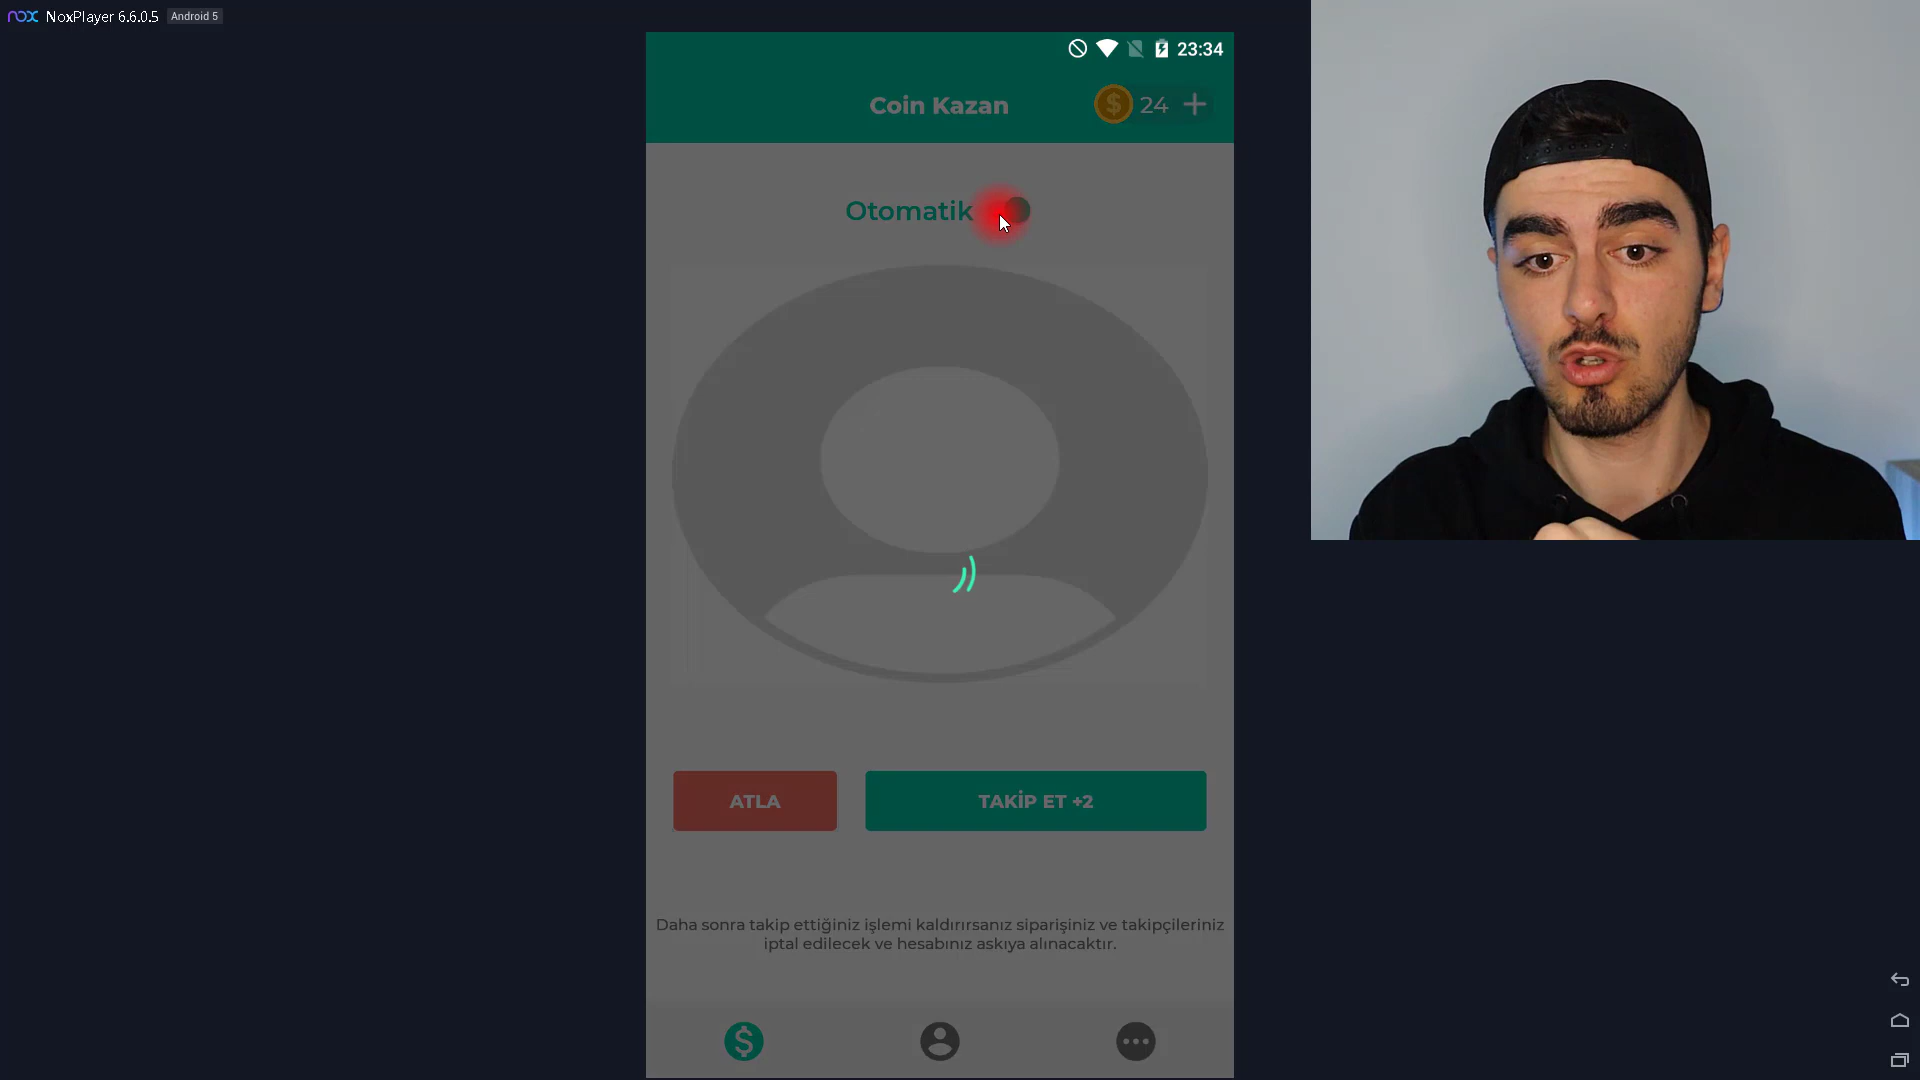 nox NoxPlayer 6.6.0.5 Android 5
23:34
Coin Kazan
24
Otomatik
ATLA
TAKİP ET +2
Daha sonra takip ettiğiniz işlemi kaldırırsanız siparişiniz ve takipçileriniz
iptal edilecek ve hesabınız askıya alınacaktır.